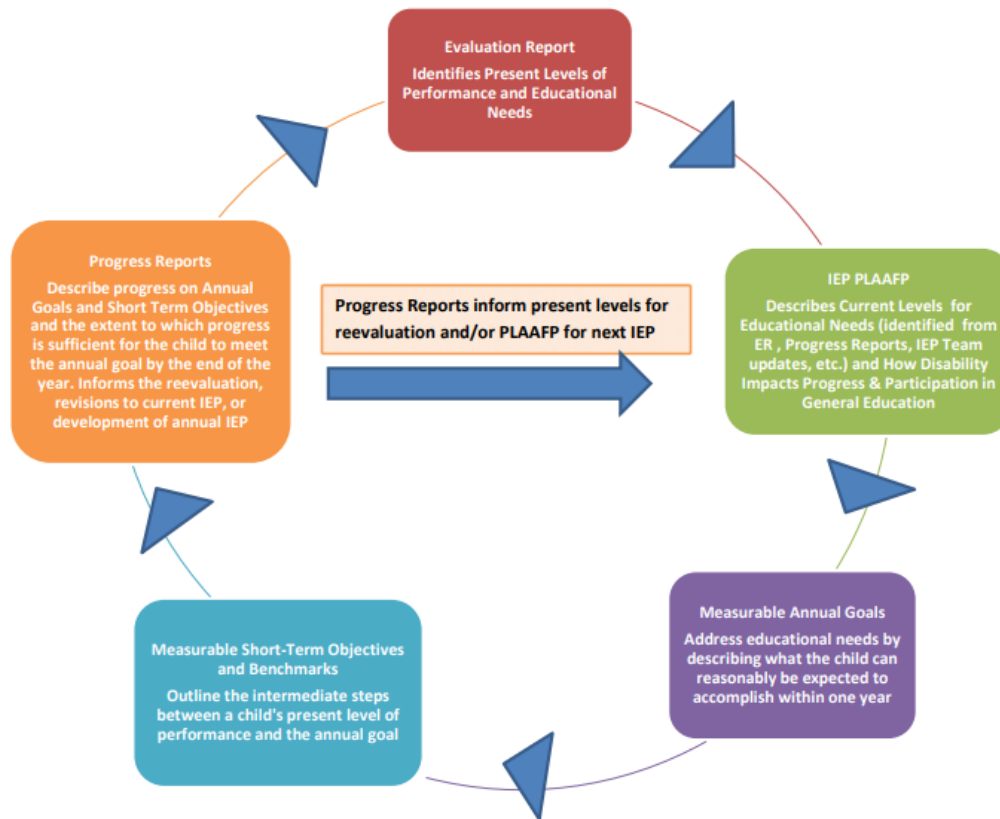 Evaluation Report
Identifies Present Levels of
Performance and Educational
Needs
IEP PLAAFP
Describes Current Levels for
Educational Needs (identified from
ER , Progress Reports, IEP Team
updates, etc.) and How Disability
Impacts Progress & Participation in
General Education
Measurable Annual Goals
Address educational needs by
describing what the child can
reasonably be expected to
accomplish within one year
Measurable Short-Term Objectives
and Benchmarks
Outline the intermediate steps
between a child's present level of
performance and the annual goal
Progress Reports
Describe progress on Annual
Goals and Short Term Objectives
and the extent to which progress
is sufficient for the child to meet
the annual goal by the end of the
year. Informs the reevaluation,
revisions to current IEP, or
development of annual IEP
Progress Reports inform present levels for
reevaluation and/or PLAAFP for next IEP